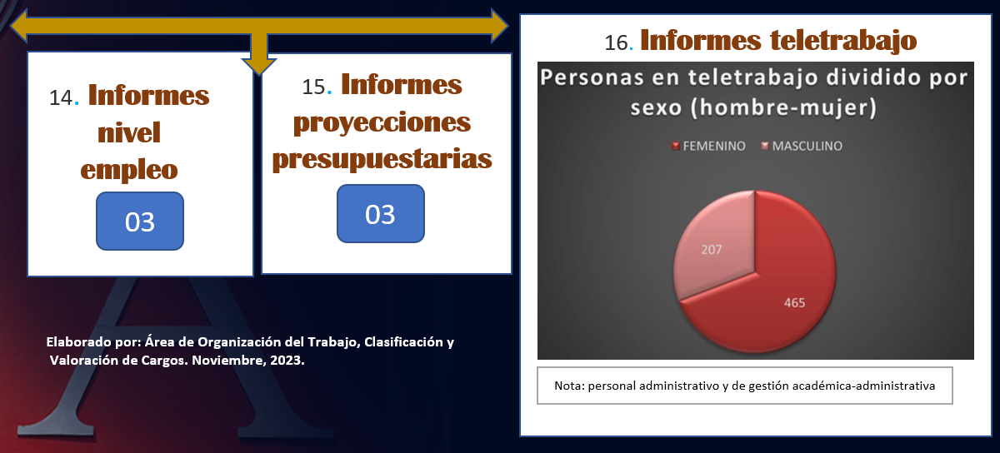 14. Informes
nivel
empleo
03
15. Informes
proyecciones
presupuestarias
03
Elaborado por: Área de Organización del Trabajo, Clasificación y
Valoración de Cargos. Noviembre, 2023.
16. Informes teletrabajo
Personas en teletrabajo dividido por
sexo (hombre-mujer)
FEMENINO MASCULINO
207
465
Nota: personal administrativo y de gestión académica-administrativa